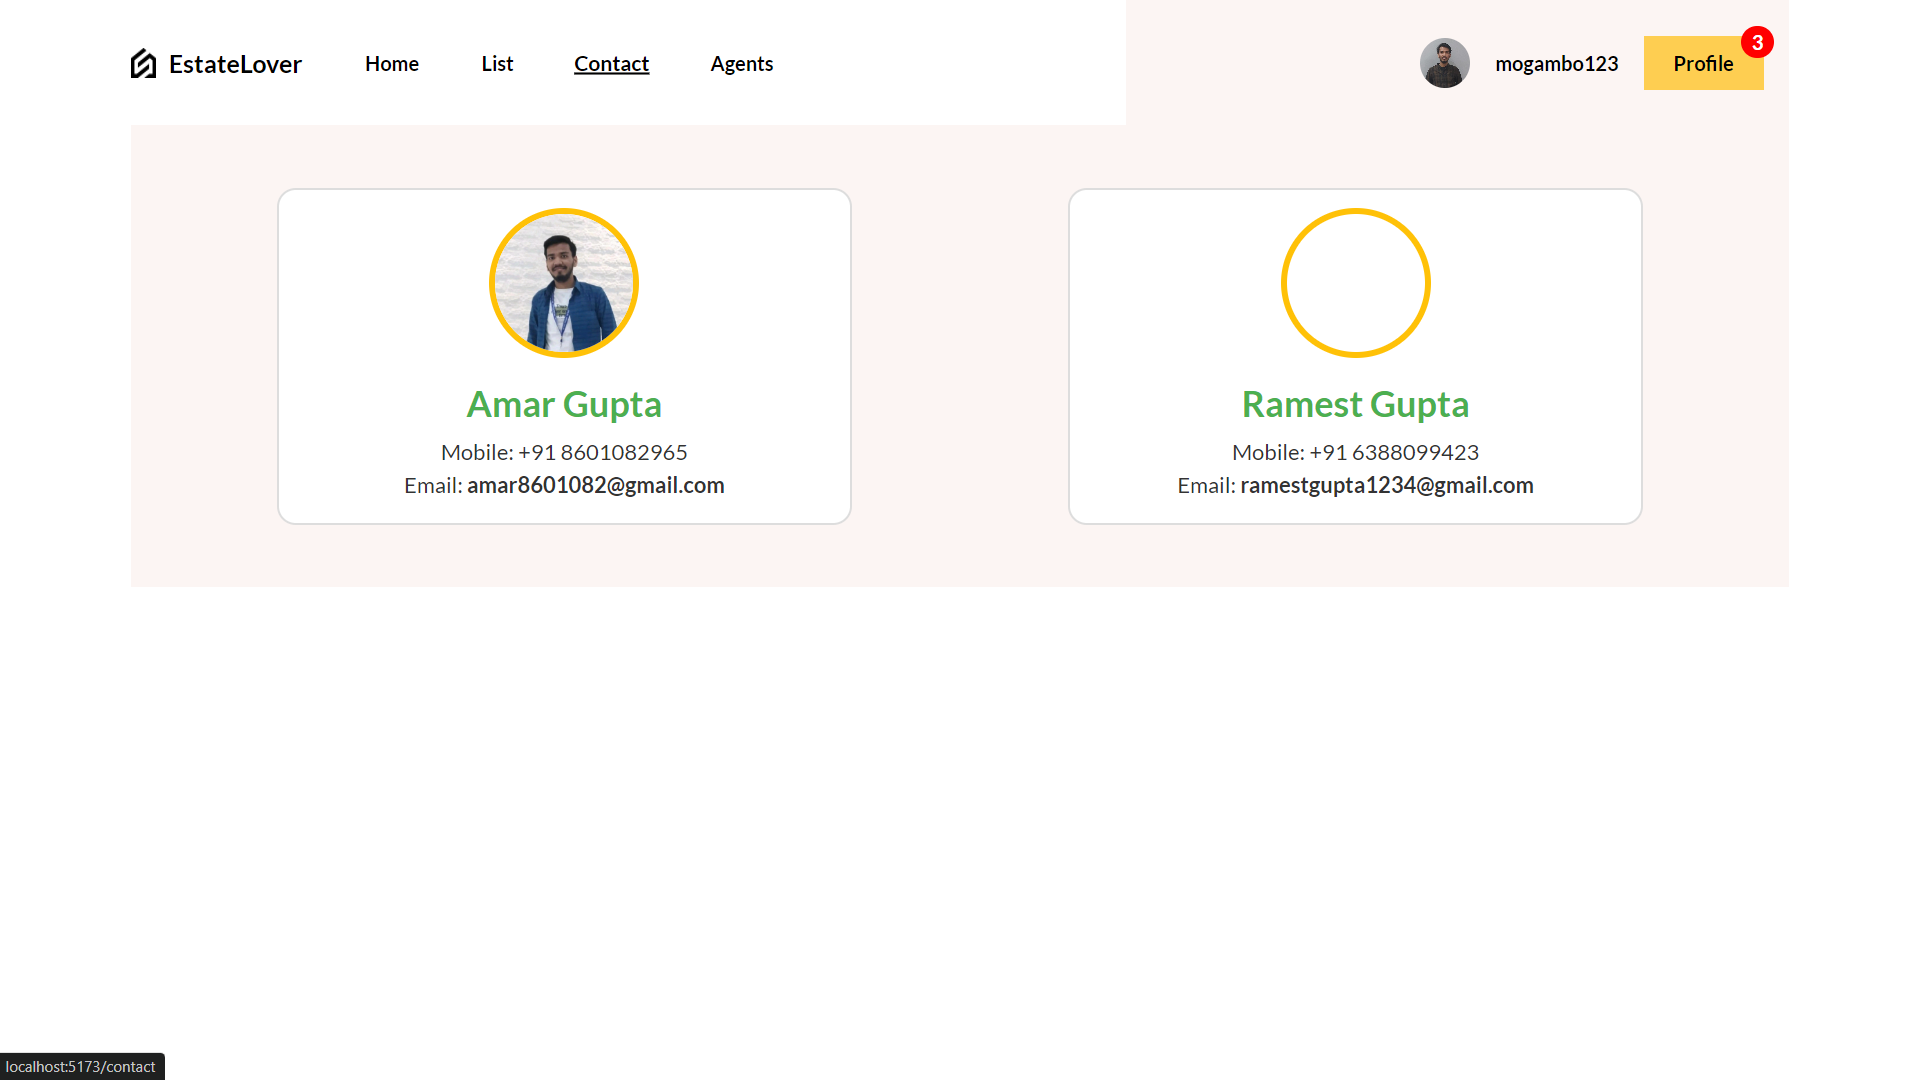 EstateLover
Home
List
Contact
Agents
mogambo123
Profile
3
Amar Gupta
Mobile: +91 8601082965
Email: amar8601082@gmail.com
Ramest Gupta
Mobile: +91 6388099423
Email: ramestgupta1234@gmail.com
localhost:5173/contact